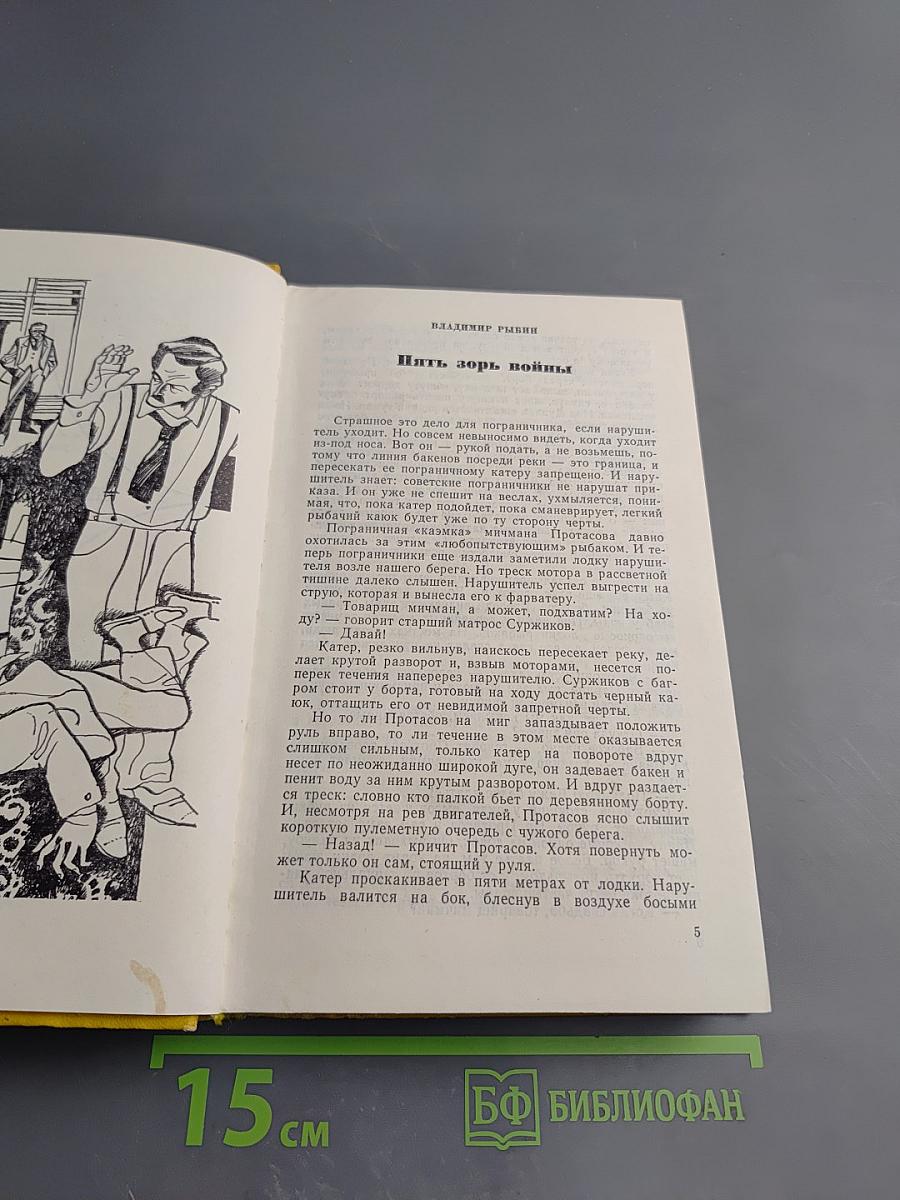 ВЛАДИМИР РЫБИН
Пять зорь войны
Страшное это дело для пограничника, если наруши-
тель уходит. Но совсем невыносимо видеть, когда уходит
из-под носа. Вот он — рукой подать, а не возьмешь, по-
тому что линия бакенов посреди реки — это граница, и
пересекать ее пограничному катеру запрещено. И нару-
шитель знает: советские пограничники не нарушат при-
каза. И он уже не спешит на веслах, ухмыляется, пони-
мая, что, пока катер подойдет, пока сманеврирует, легкий
рыбачий каюк будет уже по ту сторону черты.
Пограничная «каэмка» мичмана Протасова давно
охотилась за этим «любопытствующим» рыбаком. И те-
перь пограничники еще издали заметили лодку наруши-
теля возле нашего берега. Но треск мотора в рассветной
тишине далеко слышен. Нарушитель успел выгрести на
струю, которая и вынесла его к фарватеру.
— Товарищ мичман, а может, подхватим? На хо-
ду? — говорит старший матрос Суржиков.
— Давай!
Катер, резко вильнув, наискось пересекает реку, де-
лает крутой разворот и, взвыв моторами, несется по-
перек течения наперерез нарушителю. Суржиков с баг-
ром стоит у борта, готовый на ходу достать черный ка-
юк, оттащить его от невидимой запретной черты.
Но то ли Протасов на миг запаздывает положить
руль вправо, то ли течение в этом месте оказывается
слишком сильным, только катер на повороте вдруг
несет по неожиданно широкой дуге, он задевает бакен и
пенит воду за ним крутым разворотом. И вдруг раздает-
ся треск: словно кто палкой бьет по деревянному борту.
И, несмотря на рев двигателей, Протасов ясно слышит
короткую пулеметную очередь с чужого берега.
— Назад! — кричит Протасов. Хотя повернуть мо-
жет только он сам, стоящий у руля.
Катер проскакивает в пяти метрах от лодки. Нару-
шитель валится на бок, блеснув в воздухе босыми
5
15 см
БФ БИБЛИОФАН